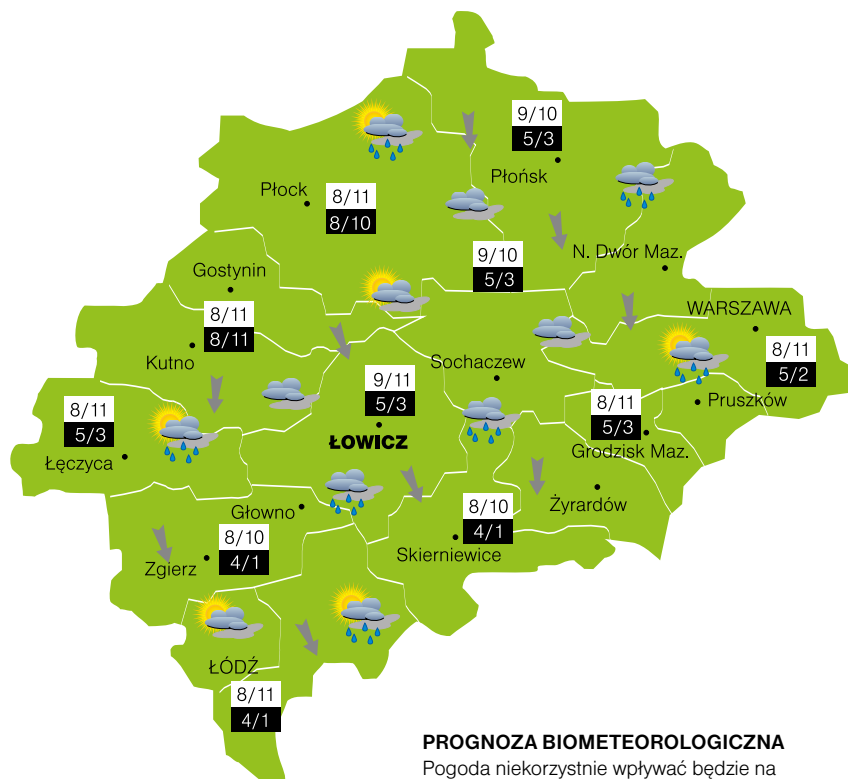 9/10
5/3
Płońsk
Płock
8/11
8/10
9/10
5/3
N. Dwór Maz.
Gostynin
8/11
8/11
Kutno
WARSZAWA
8/11
5/2
Sochaczew
9/11
5/3
ŁOWICZ
8/11
5/3
Pruszków
Grodzisk Maz.
8/11
5/3
Łęczyca
Żyrardów
Głowno
8/10
4/1
Skierniewice
8/10
4/1
Zgierz
ŁÓDŹ
8/11
4/1
PROGNOZA BIOMETEOROLOGICZNA
Pogoda niekorzystnie wpływać będzie na